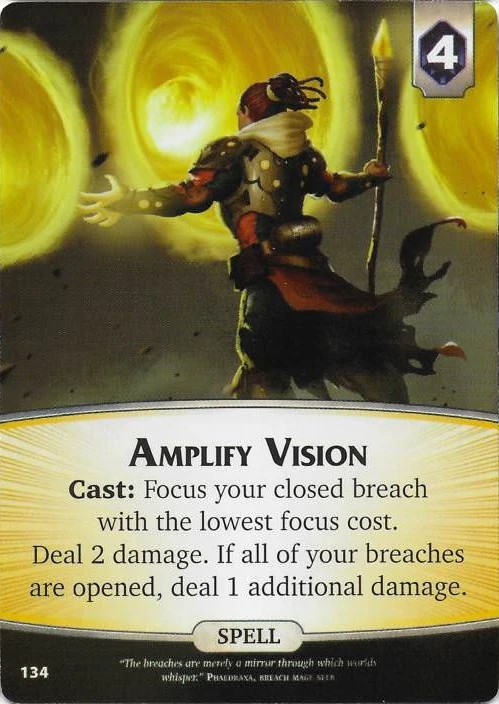 4
Amplify Vision
Cast: Focus your closed breach
with the lowest focus cost.
Deal 2 damage. If all of your breaches
are opened, deal 1 additional damage.
SPELL
134
"The breaches are merely a mirror through which worlds
whisper." Phaedraxa, breach mage seer